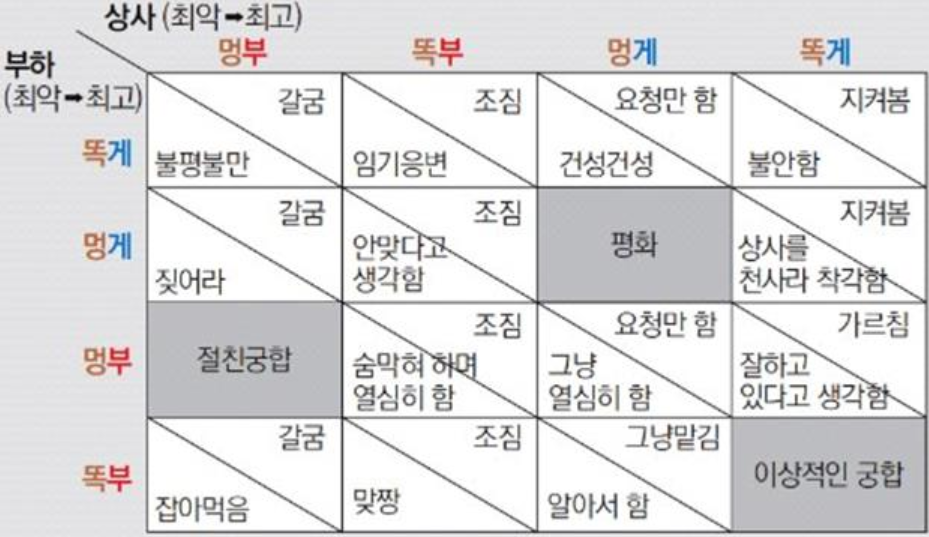 상사 (최악➡최고)
부하
(최악➡최고)
멍부 똑부 멍게 똑게
똑게
갈굼
불평불만
조짐
임기응변
요청만 함
건성건성
지켜봄
불안함
멍게
갈굼
짖어라
조짐
안맞다고
생각함
평화
지켜봄
상사를
천사라 착각함
멍부
절친궁합
조짐
숨막혀 하며
열심히 함
요청만 함
그냥
열심히 함
가르침
잘하고
있다고 생각함
똑부
갈굼
잡아먹음
조짐
맞짱
그냥맡김
알아서 함
이상적인 궁합